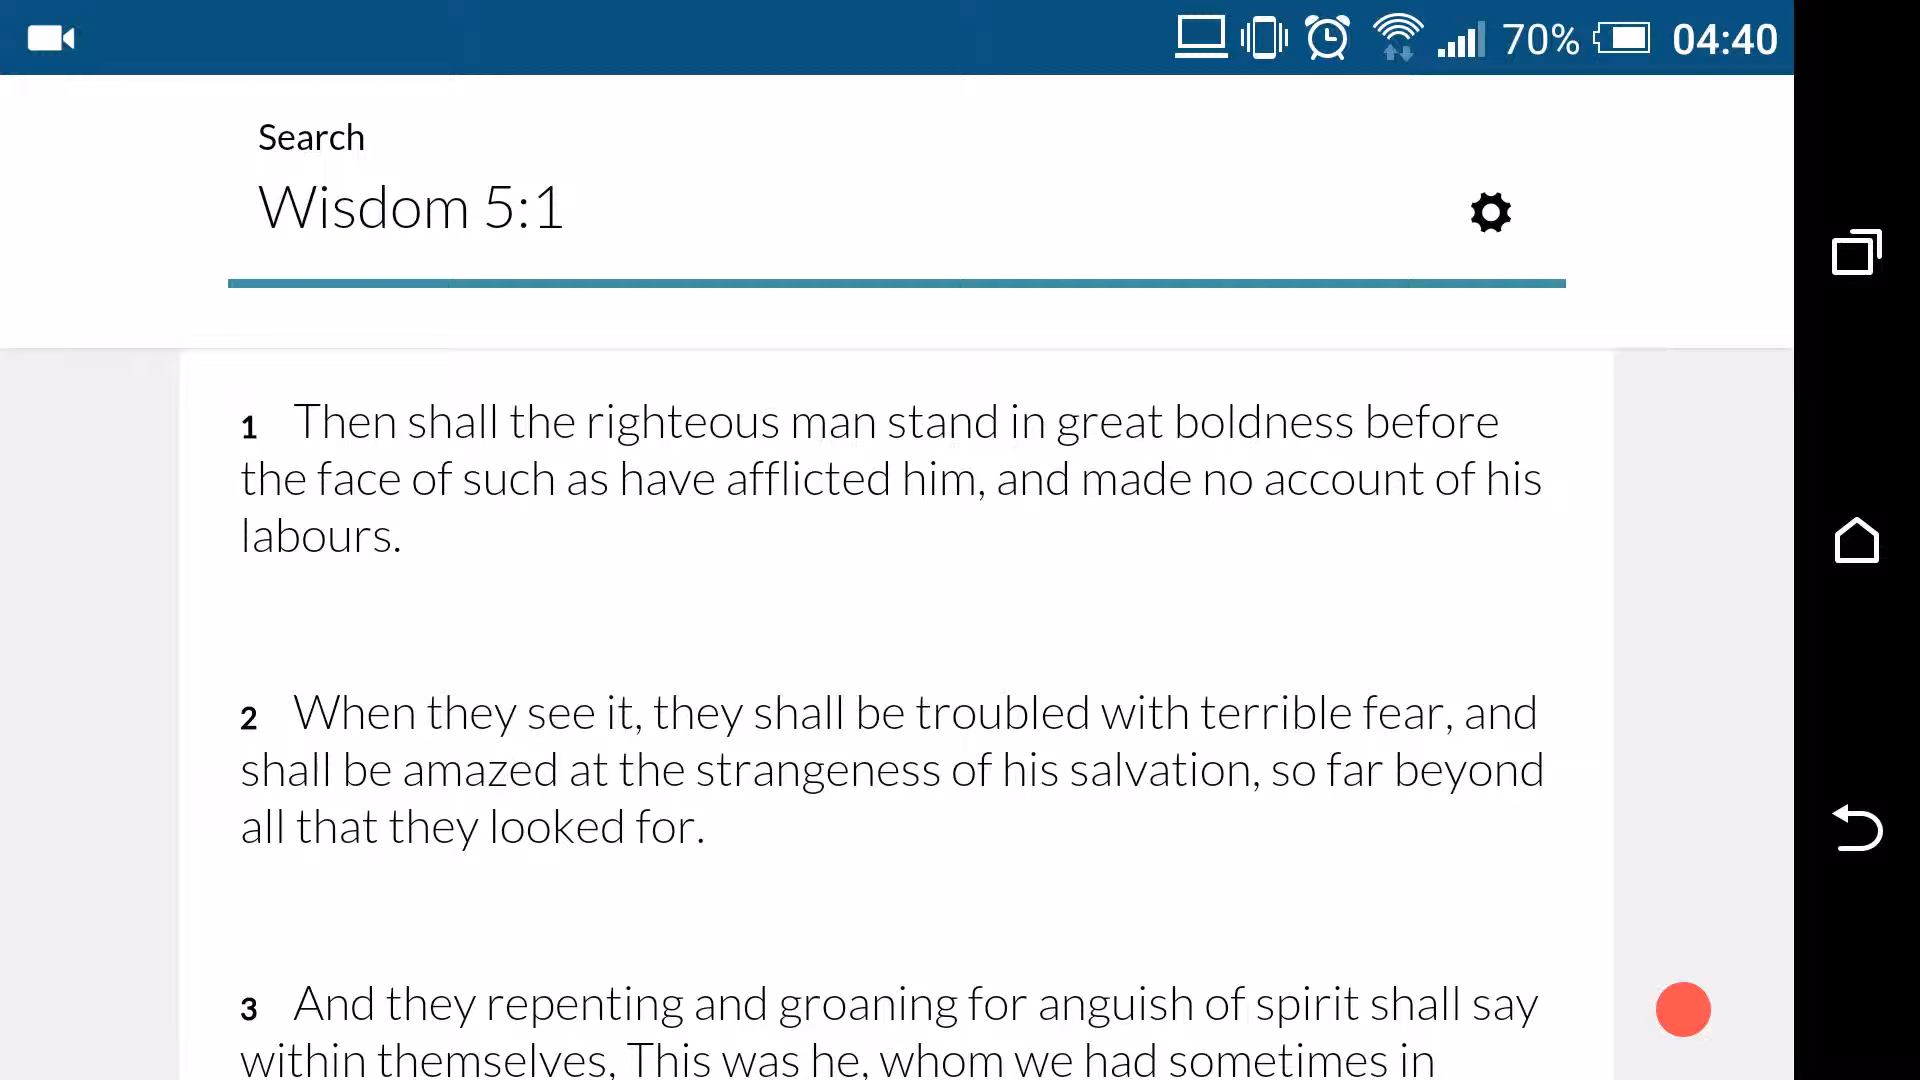 70% 04:40
Search
Wisdom 5:1
1 Then shall the righteous man stand in great boldness before
the face of such as have afflicted him, and made no account of his
labours.
2 When they see it, they shall be troubled with terrible fear, and
shall be amazed at the strangeness of his salvation, so far beyond
all that they looked for.
3 And they repenting and groaning for anguish of spirit shall say
within themselves, This was he, whom we had sometimes in